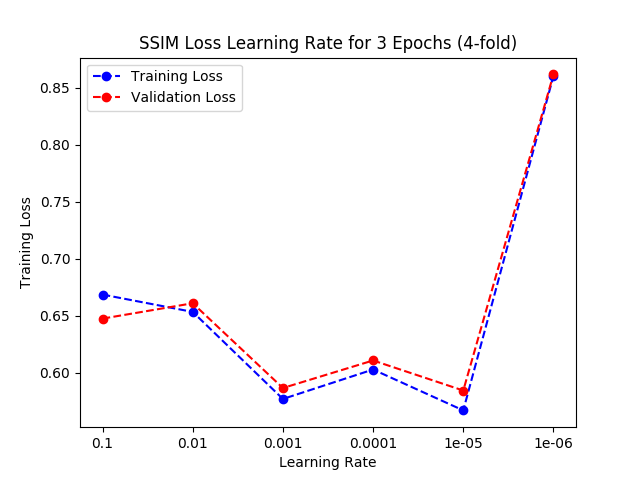 SSIM Loss Learning Rate for 3 Epochs (4-fold)
Training Loss
Validation Loss
0.85
0.80
0.75
0.70
0.65
0.60
Training Loss
0.1
0.01
0.001
0.0001
1e-05
1e-06
Learning Rate